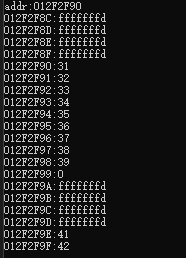 addr:012F2F90
012F2F8C:fffffffd
012F2F8D:fffffffd
012F2F8E:fffffffd
012F2F8F:fffffffd
012F2F90:31
012F2F91:32
012F2F92:33
012F2F93:34
012F2F94:35
012F2F95:36
012F2F96:37
012F2F97:38
012F2F98:39
012F2F99:0
012F2F9A:fffffffd
012F2F9B:fffffffd
012F2F9C:fffffffd
012F2F9D:fffffffd
012F2F9E:41
012F2F9F:42